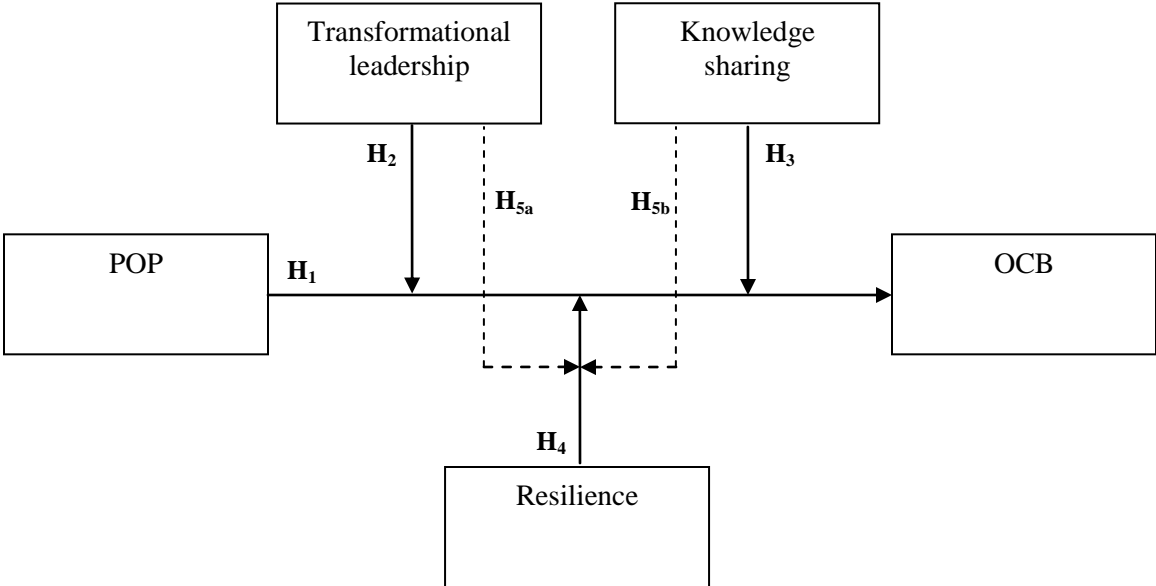 Transformational
leadership
Knowledge
sharing
H₂
H₃
H₅ₐ
H₅b
POP
H₁
OCB
H₄
Resilience